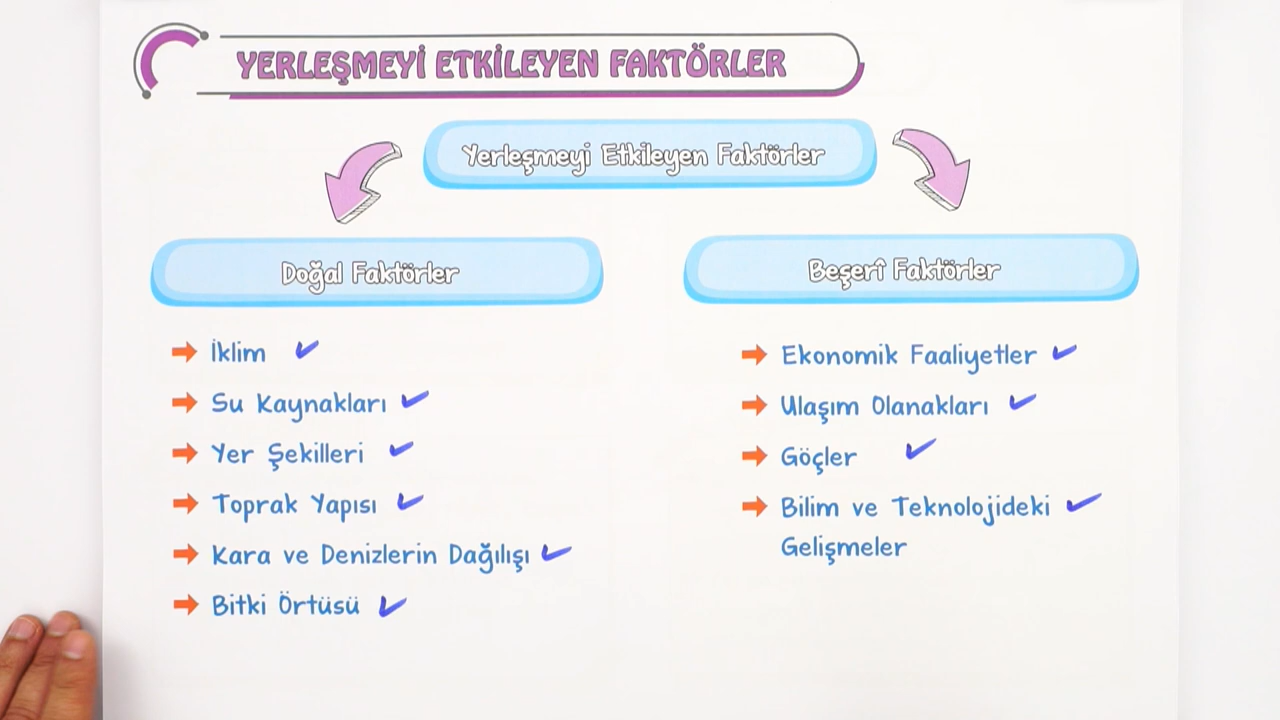 YERLEŞMEYİ ETKİLEYEN FAKTÖRLER
Yerleşmeyi Etkileyen Faktörler
Doğal Faktörler
İklim
Su Kaynakları
Yer Şekilleri
Toprak Yapısı
Kara ve Denizlerin Dağılışı
Bitki Örtüsü
Beşerî Faktörler
Ekonomik Faaliyetler
Ulaşım Olanakları
Göçler
Bilim ve Teknolojideki
Gelişmeler